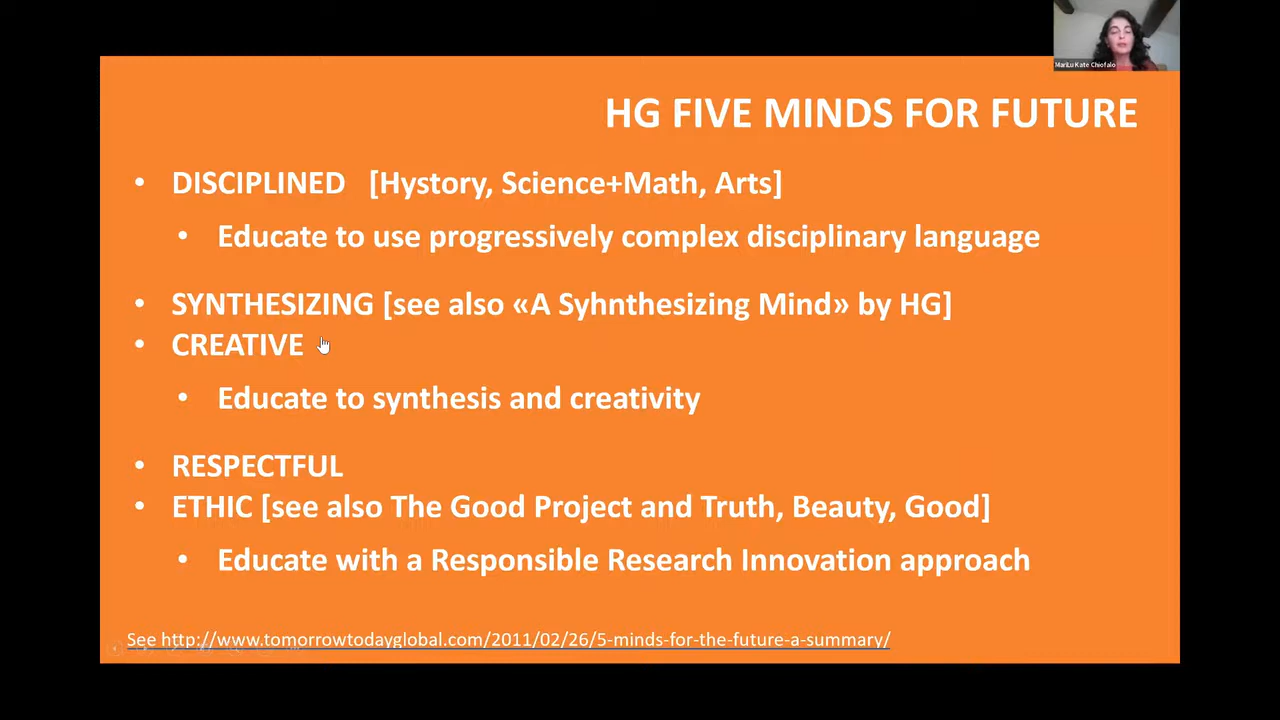 MariLu Kate Chiofalo
HG FIVE MINDS FOR FUTURE
• DISCIPLINED [Hystory, Science+Math, Arts]
• Educate to use progressively complex disciplinary language
• SYNTHESIZING [see also «A Syhnthesizing Mind» by HG]
• CREATIVE
• Educate to synthesis and creativity
• RESPECTFUL
• ETHIC [see also The Good Project and Truth, Beauty, Good]
• Educate with a Responsible Research Innovation approach
See http://www.tomorrowtodayglobal.com/2011/02/26/5-minds-for-the-future-a-summary/